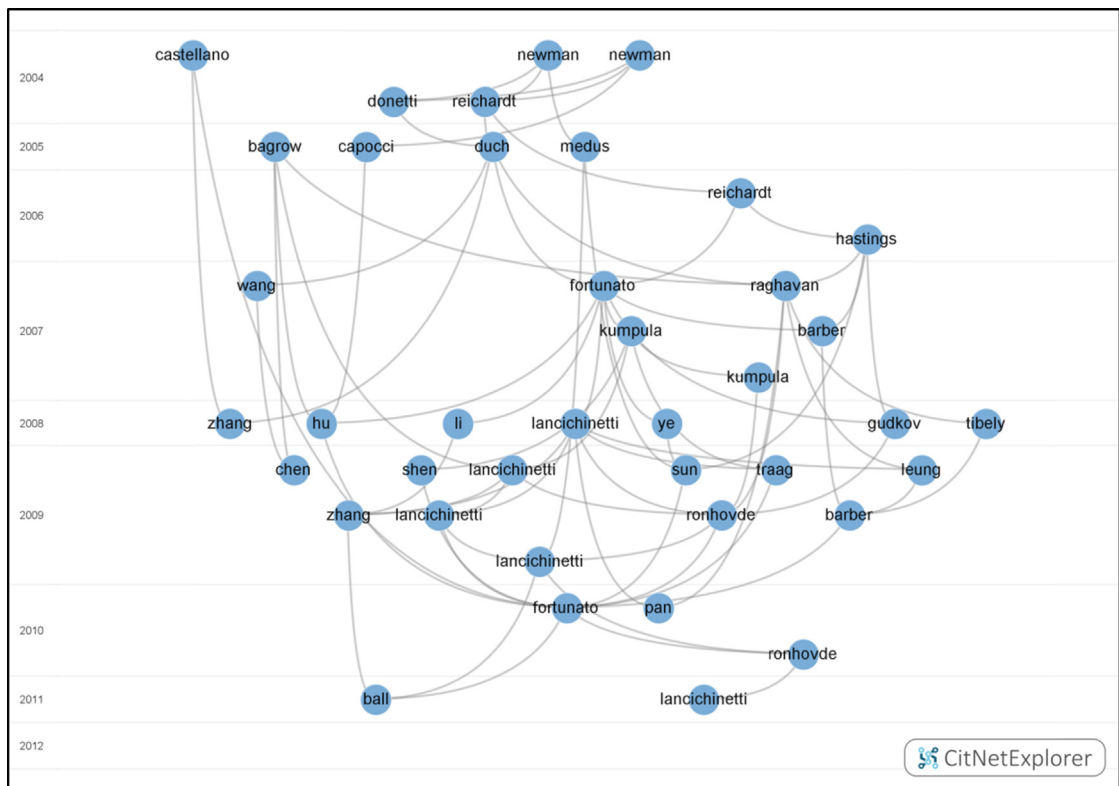 castellano newman newman
2004
donetti reichardt
2005 bagrow capocci duch medus
reichardt
2006
hastings
wang fortunato raghavan
2007 kumpula barber
kumpula
2008 zhang hu li lancichinetti ye gudkov tibely
chen shen lancichinetti sun traag leung
2009 zhang lancichinetti ronhovde barber
lancichinetti
fortunato pan
2010
ronhovde
2011 ball lancichinetti
2012
CitNetExplorer